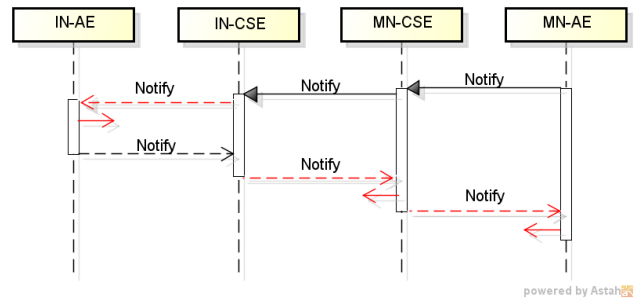 IN-AE
IN-CSE
MN-CSE
MN-AE
Notify
Notify
Notify
Notify
Notify
Notify
powered by Astah